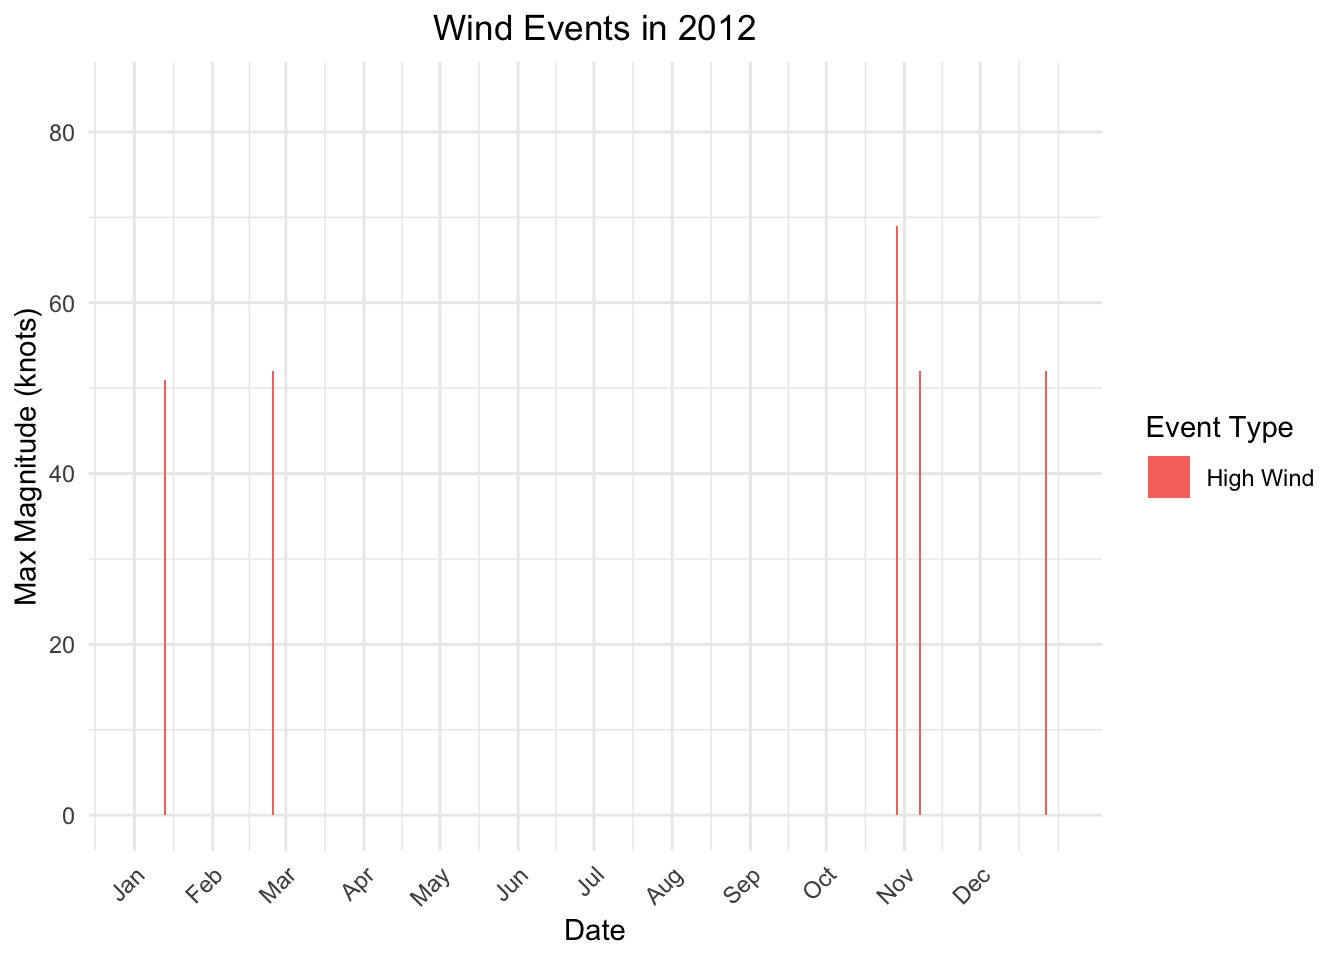 Wind Events in 2012
Max Magnitude (knots)
80
60
40
20
0
Jan Feb Mar Apr May Jun Jul Aug Sep Oct Nov Dec
Date
Event Type
High Wind